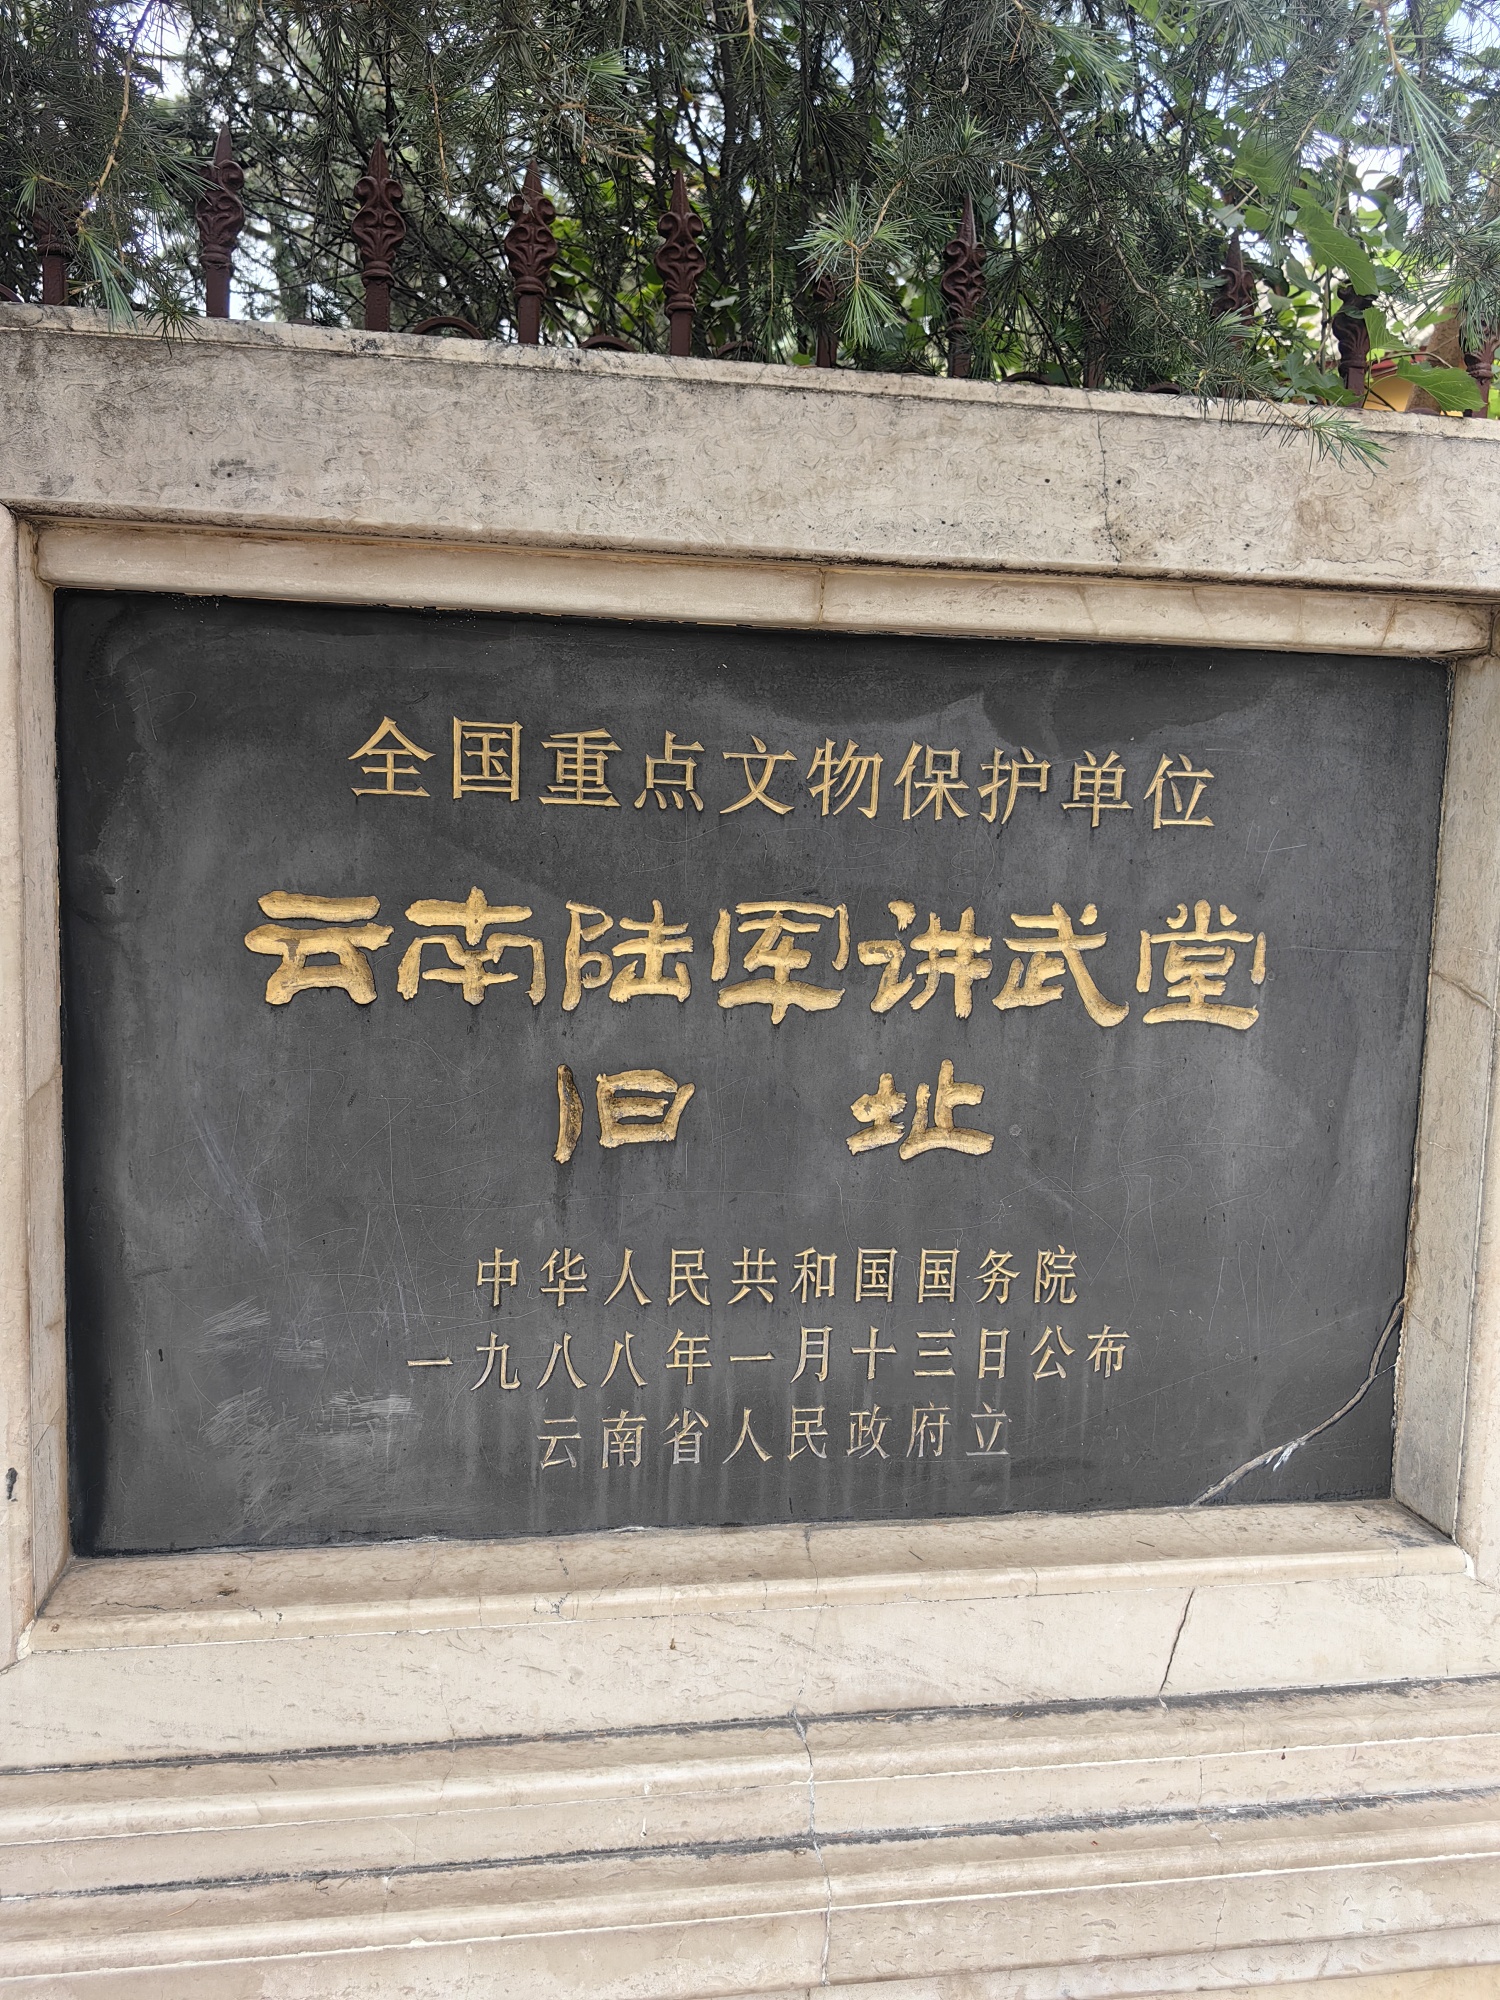 全国重点文物保护单位
云南陆军讲武堂
旧址
中华人民共和国国务院
一九八八年一月十三日公布
云南省人民政府立